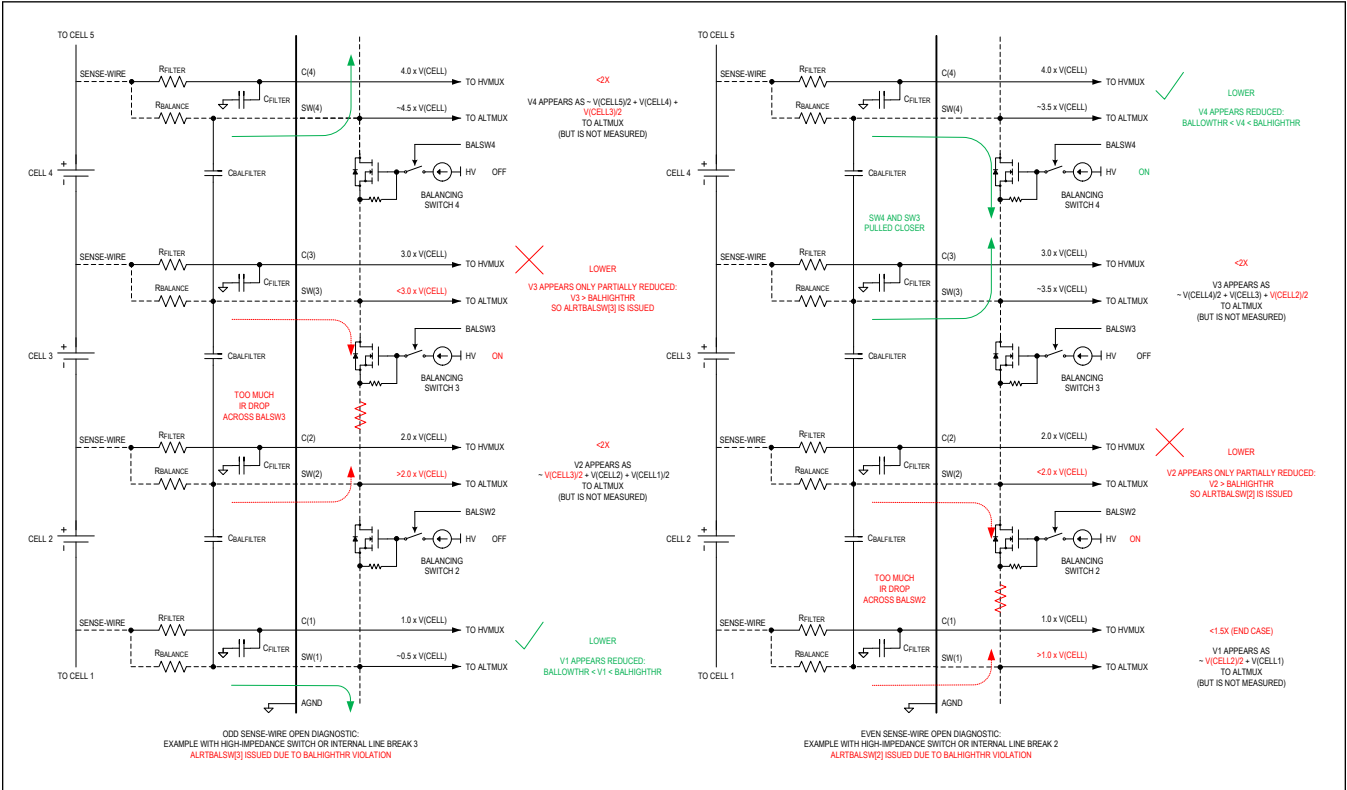 TO CELL 5
SENSE-WIRE
RFILTER
C(4)
4.0 x V(CELL)
TO HVMUX
CFILTER
RBALANCE
SW(4)
~4.5 x V(CELL)
TO ALTMUX
<2X
V4 APPEARS AS ~ V(CELL5)/2 + V(CELL4) +
V(CELL3)/2
TO ALTMUX
(BUT IS NOT MEASURED)
BALSW4
CELL 4
+
CBALFILTER
HV
OFF
BALANCING
SWITCH 4
SENSE-WIRE
RFILTER
C(3)
3.0 x V(CELL)
TO HVMUX
CFILTER
RBALANCE
SW(3)
<3.0 x V(CELL)
TO ALTMUX
LOWER
V3 APPEARS ONLY PARTIALLY REDUCED:
V3 > BALHIGHTHR
SO ALRTBALSW[3] IS ISSUED
BALSW3
CELL 3
+
CBALFILTER
HV
ON
BALANCING
SWITCH 3
TOO MUCH
IR DROP
ACROSS BALSW3
SENSE-WIRE
RFILTER
C(2)
2.0 x V(CELL)
TO HVMUX
CFILTER
RBALANCE
SW(2)
>2.0 x V(CELL)
TO ALTMUX
<2X
V2 APPEARS AS
~ V(CELL3)/2 + V(CELL2) + V(CELL1)/2
TO ALTMUX
(BUT IS NOT MEASURED)
BALSW2
CELL 2
+
CBALFILTER
HV
OFF
BALANCING
SWITCH 2
SENSE-WIRE
RFILTER
C(1)
1.0 x V(CELL)
TO HVMUX
CFILTER
RBALANCE
SW(1)
~0.5 x V(CELL)
TO ALTMUX
LOWER
V1 APPEARS REDUCED:
BALLOWTHR < V1 < BALHIGHTHR
TO CELL 1
AGND
ODD SENSE-WIRE OPEN DIAGNOSTIC:
EXAMPLE WITH HIGH-IMPEDANCE SWITCH OR INTERNAL LINE BREAK 3
ALRTBALSW[3] ISSUED DUE TO BALHIGHTHR VIOLATION
TO CELL 5
SENSE-WIRE
RFILTER
C(4)
4.0 x V(CELL)
TO HVMUX
CFILTER
RBALANCE
SW(4)
~3.5 x V(CELL)
TO ALTMUX
LOWER
V4 APPEARS REDUCED:
BALLOWTHR < V4 < BALHIGHTHR
BALSW4
CELL 4
+
CBALFILTER
HV
ON
BALANCING
SWITCH 4
SW4 AND SW3
PULLED CLOSER
SENSE-WIRE
RFILTER
C(3)
3.0 x V(CELL)
TO HVMUX
CFILTER
RBALANCE
SW(3)
~3.5 x V(CELL)
TO ALTMUX
<2X
V3 APPEARS AS
~ V(CELL4)/2 + V(CELL3) + V(CELL2)/2
TO ALTMUX
(BUT IS NOT MEASURED)
BALSW3
CELL 3
+
CBALFILTER
HV
OFF
BALANCING
SWITCH 3
SENSE-WIRE
RFILTER
C(2)
2.0 x V(CELL)
TO HVMUX
CFILTER
RBALANCE
SW(2)
<2.0 x V(CELL)
TO ALTMUX
LOWER
V2 APPEARS ONLY PARTIALLY REDUCED:
V2 > BALHIGHTHR
SO ALRTBALSW[2] IS ISSUED
BALSW2
CELL 2
+
CBALFILTER
HV
ON
BALANCING
SWITCH 2
TOO MUCH
IR DROP
ACROSS BALSW2
SENSE-WIRE
RFILTER
C(1)
1.0 x V(CELL)
TO HVMUX
CFILTER
RBALANCE
SW(1)
>1.0 x V(CELL)
TO ALTMUX
<1.5X (END CASE)
V1 APPEARS AS
~ V(CELL2)/2 + V(CELL1)
TO ALTMUX
(BUT IS NOT MEASURED)
TO CELL 1
AGND
EVEN SENSE-WIRE OPEN DIAGNOSTIC:
EXAMPLE WITH HIGH-IMPEDANCE SWITCH OR INTERNAL LINE BREAK 2
ALRTBALSW[2] ISSUED DUE TO BALHIGHTHR VIOLATION